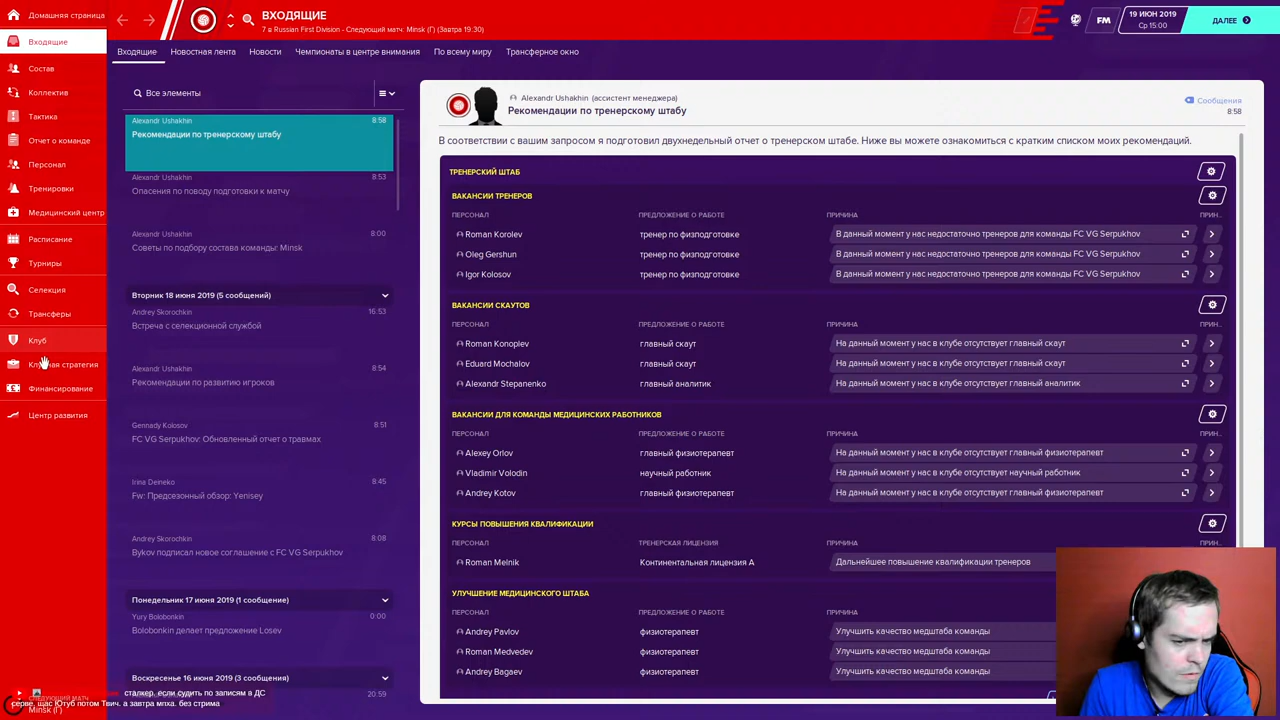 Домашняя страница
Входящие
Состав
Коллектив
Тактика
Отчет о команде
Персонал
Тренировки
Медицинский центр
Расписание
Турниры
Селекция
Трансферы
Клуб
Клубная стратегия
Финансирование
Центр развития
СЛЕДУЮЩИЙ МАТЧ
Minsk (Г)
ВХОДЯЩИЕ
7 в Russian First Division - Следующий матч: Minsk (Г) (Завтра 19:30)
FM
19 ИЮН 2019
Ср 15:00
ДАЛЕЕ
Входящие Новостная лента Новости Чемпионаты в центре внимания По всему миру Трансферное окно
Все элементы
Alexandr Ushakhin 8:58
Рекомендации по тренерскому штабу
Alexandr Ushakhin 8:53
Опасения по поводу подготовки к матчу
Alexandr Ushakhin 8:00
Советы по подбору состава команды: Minsk
Вторник 18 июня 2019 (5 сообщений)
Andrey Skorochkin 16:53
Встреча с селекционной службой
Alexandr Ushakhin 8:54
Рекомендации по развитию игроков
Gennady Kolosov 8:51
FC VG Serpukhov: Обновленный отчет о травмах
Irina Deineko 8:45
Fw: Предсезонный обзор: Yenisey
Andrey Skorochkin 8:08
Bykov подписал новое соглашение с FC VG Serpukhov
Понедельник 17 июня 2019 (1 сообщение)
Yury Bolobonkin 0:00
Bolobonkin делает предложение Losev
Воскресенье 16 июня 2019 (3 сообщения)
20:59
сталкер, его судить по записям в ДС
серве. щас Ютуб потом Твич. а завтра мпха. без стрима
Alexandr Ushakhin (ассистент менеджера)
Рекомендации по тренерскому штабу
Сообщения
8:58
В соответствии с вашим запросом я подготовил двухнедельный отчет о тренерском штабе. Ниже вы можете ознакомиться с кратким списком моих рекомендаций.
ТРЕНЕРСКИЙ ШТАБ
ВАКАНСИИ ТРЕНЕРОВ
ПЕРСОНАЛ ПРЕДЛОЖЕНИЕ О РАБОТЕ ПРИЧИНА ПРИН...
Roman Korolev тренер по физподготовке В данный момент у нас недостаточно тренеров для команды FC VG Serpukhov
Oleg Gershun тренер по физподготовке В данный момент у нас недостаточно тренеров для команды FC VG Serpukhov
Igor Kolosov тренер по физподготовке В данный момент у нас недостаточно тренеров для команды FC VG Serpukhov
ВАКАНСИИ СКАУТОВ
ПЕРСОНАЛ ПРЕДЛОЖЕНИЕ О РАБОТЕ ПРИЧИНА ПРИН...
Roman Konoplev главный скаут На данный момент у нас в клубе отсутствует главный скаут
Eduard Mochalov главный скаут На данный момент у нас в клубе отсутствует главный скаут
Alexandr Stepanenko главный аналитик На данный момент у нас в клубе отсутствует главный аналитик
ВАКАНСИИ ДЛЯ КОМАНДЫ МЕДИЦИНСКИХ РАБОТНИКОВ
ПЕРСОНАЛ ПРЕДЛОЖЕНИЕ О РАБОТЕ ПРИЧИНА ПРИН...
Alexey Orlov главный физиотерапевт На данный момент у нас в клубе отсутствует главный физиотерапевт
Vladimir Volodin научный работник На данный момент у нас в клубе отсутствует научный работник
Andrey Kotov главный физиотерапевт На данный момент у нас в клубе отсутствует главный физиотерапевт
КУРСЫ ПОВЫШЕНИЯ КВАЛИФИКАЦИИ
ПЕРСОНАЛ ТРЕНЕРСКАЯ ЛИЦЕНЗИЯ ПРИЧИНА ПРИН...
Roman Melnik Континентальная лицензия А Дальнейшее повышение квалификации тренеров
УЛУЧШЕНИЕ МЕДИЦИНСКОГО ШТАБА
ПЕРСОНАЛ ПРЕДЛОЖЕНИЕ О РАБОТЕ ПРИЧИНА
Andrey Pavlov физиотерапевт Улучшить качество медштаба команды
Roman Medvedev физиотерапевт Улучшить качество медштаба команды
Andrey Bagaev физиотерапевт Улучшить качество медштаба команды